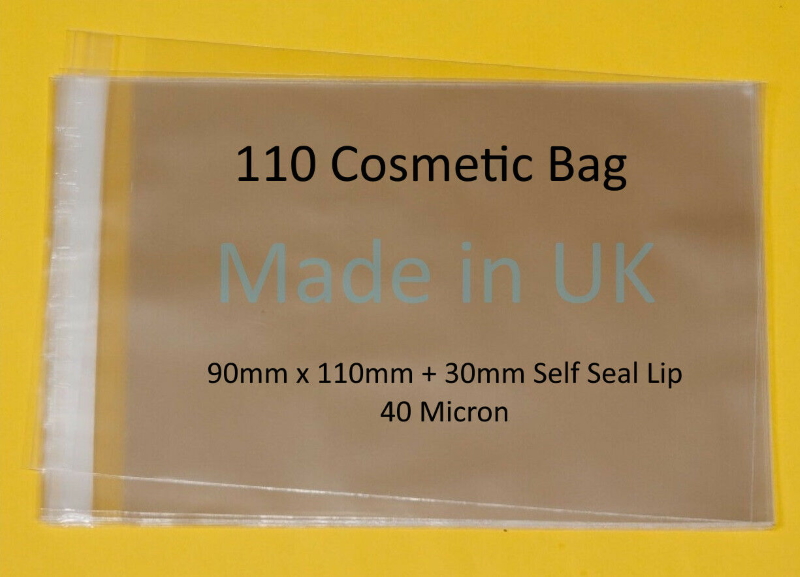 110 Cosmetic Bag
Made in UK
90mm x 110mm + 30mm Self Seal Lip
40 Micron